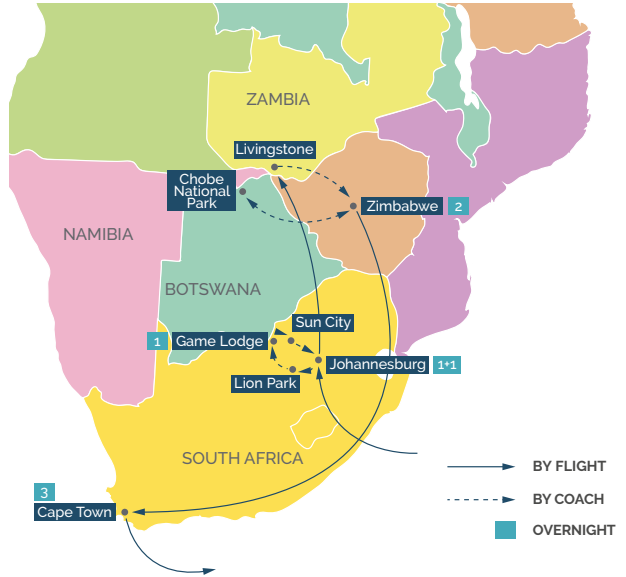 ZAMBIA
Livingstone
Chobe
National
Park
Zimbabwe 2
NAMIBIA
BOTSWANA
Sun City
1 Game Lodge
Johannesburg 1+1
Lion Park
SOUTH AFRICA
BY FLIGHT
3
BY COACH
Cape Town
OVERNIGHT